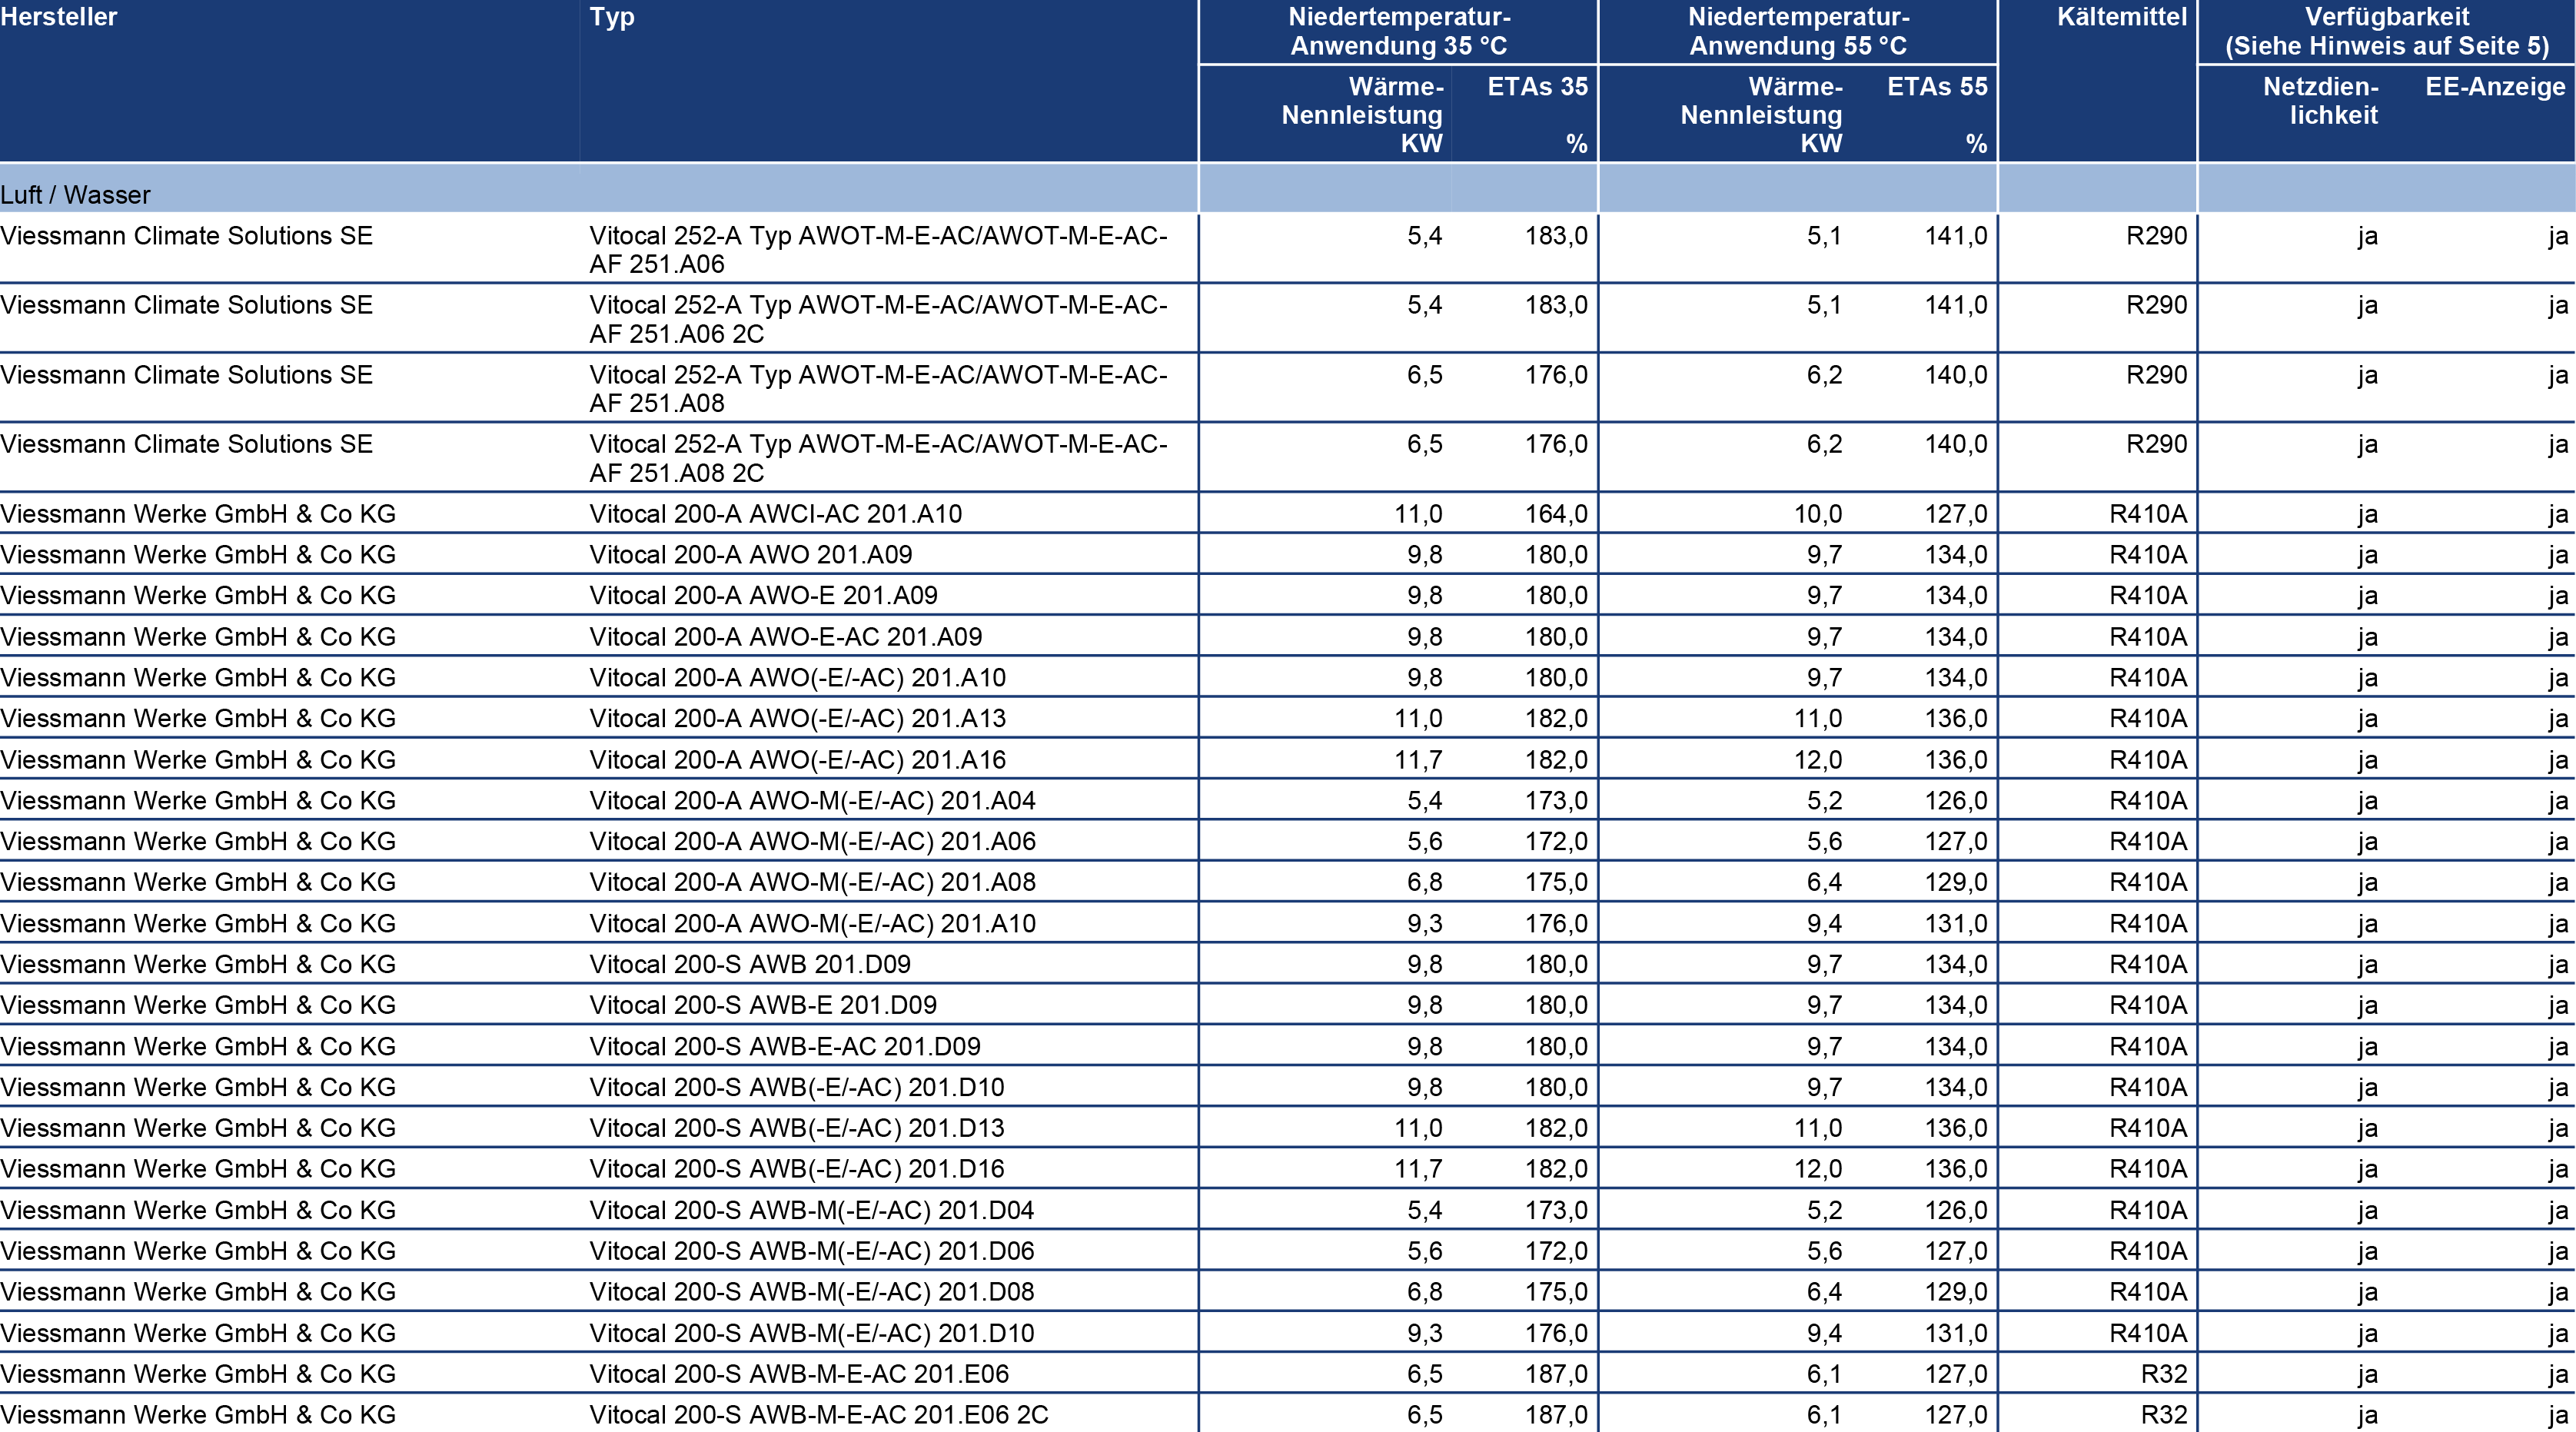 Hersteller Typ Niedertemperatur- Niedertemperatur- Kältemittel Verfügbarkeit
Anwendung 35 °C Anwendung 55 °C (Siehe Hinweis auf Seite 5)
Wärme- ETAs 35 Wärme- ETAs 55 Netzdien- EE-Anzeige
Nennleistung Nennleistung lichkeit
KW % KW %
Luft / Wasser
Viessmann Climate Solutions SE Vitocal 252-A Typ AWOT-M-E-AC/AWOT-M-E-AC- 5,4 183,0 5,1 141,0 R290 ja ja
AF 251.A06
Viessmann Climate Solutions SE Vitocal 252-A Typ AWOT-M-E-AC/AWOT-M-E-AC- 5,4 183,0 5,1 141,0 R290 ja ja
AF 251.A06 2C
Viessmann Climate Solutions SE Vitocal 252-A Typ AWOT-M-E-AC/AWOT-M-E-AC- 6,5 176,0 6,2 140,0 R290 ja ja
AF 251.A08
Viessmann Climate Solutions SE Vitocal 252-A Typ AWOT-M-E-AC/AWOT-M-E-AC- 6,5 176,0 6,2 140,0 R290 ja ja
AF 251.A08 2C
Viessmann Werke GmbH & Co KG Vitocal 200-A AWCI-AC 201.A10 11,0 164,0 10,0 127,0 R410A ja ja
Viessmann Werke GmbH & Co KG Vitocal 200-A AWO 201.A09 9,8 180,0 9,7 134,0 R410A ja ja
Viessmann Werke GmbH & Co KG Vitocal 200-A AWO-E 201.A09 9,8 180,0 9,7 134,0 R410A ja ja
Viessmann Werke GmbH & Co KG Vitocal 200-A AWO-E-AC 201.A09 9,8 180,0 9,7 134,0 R410A ja ja
Viessmann Werke GmbH & Co KG Vitocal 200-A AWO(-E/-AC) 201.A10 9,8 180,0 9,7 134,0 R410A ja ja
Viessmann Werke GmbH & Co KG Vitocal 200-A AWO(-E/-AC) 201.A13 11,0 182,0 11,0 136,0 R410A ja ja
Viessmann Werke GmbH & Co KG Vitocal 200-A AWO(-E/-AC) 201.A16 11,7 182,0 12,0 136,0 R410A ja ja
Viessmann Werke GmbH & Co KG Vitocal 200-A AWO-M(-E/-AC) 201.A04 5,4 173,0 5,2 126,0 R410A ja ja
Viessmann Werke GmbH & Co KG Vitocal 200-A AWO-M(-E/-AC) 201.A06 5,6 172,0 5,6 127,0 R410A ja ja
Viessmann Werke GmbH & Co KG Vitocal 200-A AWO-M(-E/-AC) 201.A08 6,8 175,0 6,4 129,0 R410A ja ja
Viessmann Werke GmbH & Co KG Vitocal 200-A AWO-M(-E/-AC) 201.A10 9,3 176,0 9,4 131,0 R410A ja ja
Viessmann Werke GmbH & Co KG Vitocal 200-S AWB 201.D09 9,8 180,0 9,7 134,0 R410A ja ja
Viessmann Werke GmbH & Co KG Vitocal 200-S AWB-E 201.D09 9,8 180,0 9,7 134,0 R410A ja ja
Viessmann Werke GmbH & Co KG Vitocal 200-S AWB-E-AC 201.D09 9,8 180,0 9,7 134,0 R410A ja ja
Viessmann Werke GmbH & Co KG Vitocal 200-S AWB(-E/-AC) 201.D10 9,8 180,0 9,7 134,0 R410A ja ja
Viessmann Werke GmbH & Co KG Vitocal 200-S AWB(-E/-AC) 201.D13 11,0 182,0 11,0 136,0 R410A ja ja
Viessmann Werke GmbH & Co KG Vitocal 200-S AWB(-E/-AC) 201.D16 11,7 182,0 12,0 136,0 R410A ja ja
Viessmann Werke GmbH & Co KG Vitocal 200-S AWB-M(-E/-AC) 201.D04 5,4 173,0 5,2 126,0 R410A ja ja
Viessmann Werke GmbH & Co KG Vitocal 200-S AWB-M(-E/-AC) 201.D06 5,6 172,0 5,6 127,0 R410A ja ja
Viessmann Werke GmbH & Co KG Vitocal 200-S AWB-M(-E/-AC) 201.D08 6,8 175,0 6,4 129,0 R410A ja ja
Viessmann Werke GmbH & Co KG Vitocal 200-S AWB-M(-E/-AC) 201.D10 9,3 176,0 9,4 131,0 R410A ja ja
Viessmann Werke GmbH & Co KG Vitocal 200-S AWB-M-E-AC 201.E06 6,5 187,0 6,1 127,0 R32 ja ja
Viessmann Werke GmbH & Co KG Vitocal 200-S AWB-M-E-AC 201.E06 2C 6,5 187,0 6,1 127,0 R32 ja ja